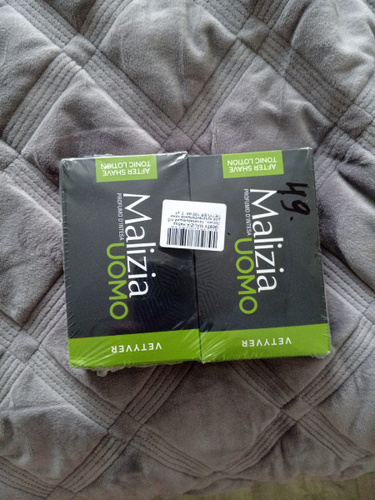 AFTER SHAVE
TONIC LOTION
Malizia
PROFUMO D'INTESA
UOMO
VETYVER
AFTER SHAVE
TONIC LOTION
49.
Malizia
PROFUMO D'INTESA
UOMO
VETYVER